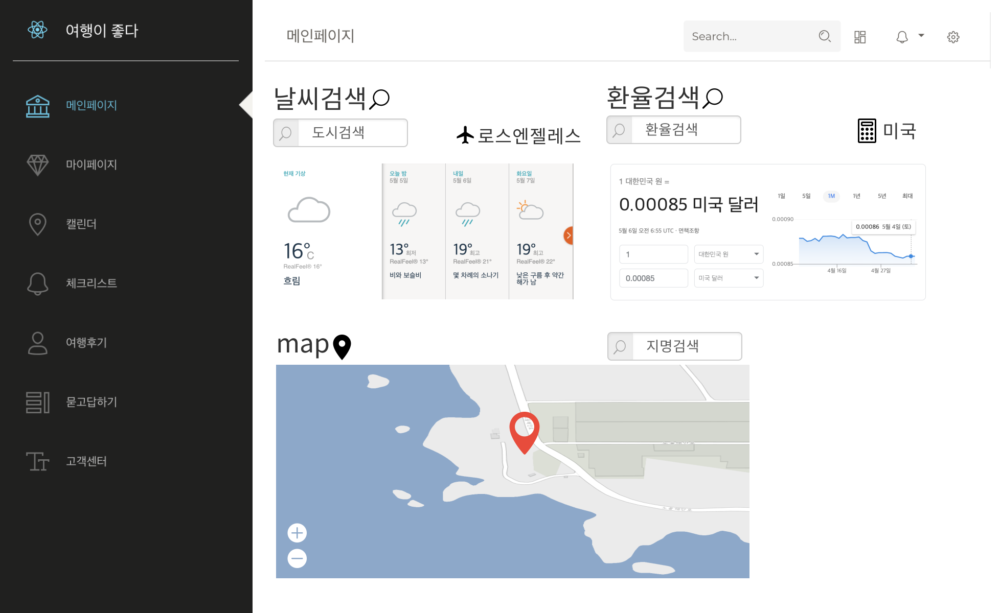 여행이 좋다
메인페이지
마이페이지
캘린더
체크리스트
여행후기
묻고답하기
고객센터
메인페이지
Search...
날씨검색
도시검색
로스엔젤레스
현재 기상
16°C
RealFeel® 16°
흐림
오늘 밤
5월 5일
13° 최저
RealFeel® 13°
비와 보슬비
내일
5월 6일
19° 최고
RealFeel® 21°
몇 차례의 소나기
화요일
5월 7일
19° 최고
RealFeel® 22°
낮은 구름 후 약간
해가 남
환율검색
환율검색
미국
1 대한민국 원 =
0.00085 미국 달러
5월 6일 오전 6:55 UTC · 면책조항
1
대한민국 원
0.00085
미국 달러
1일 5일 1M 1년 5년 최대
0.00090
0.00086 5월 4일 (토)
0.00085
4월 16일 4월 27일
map
지명검색